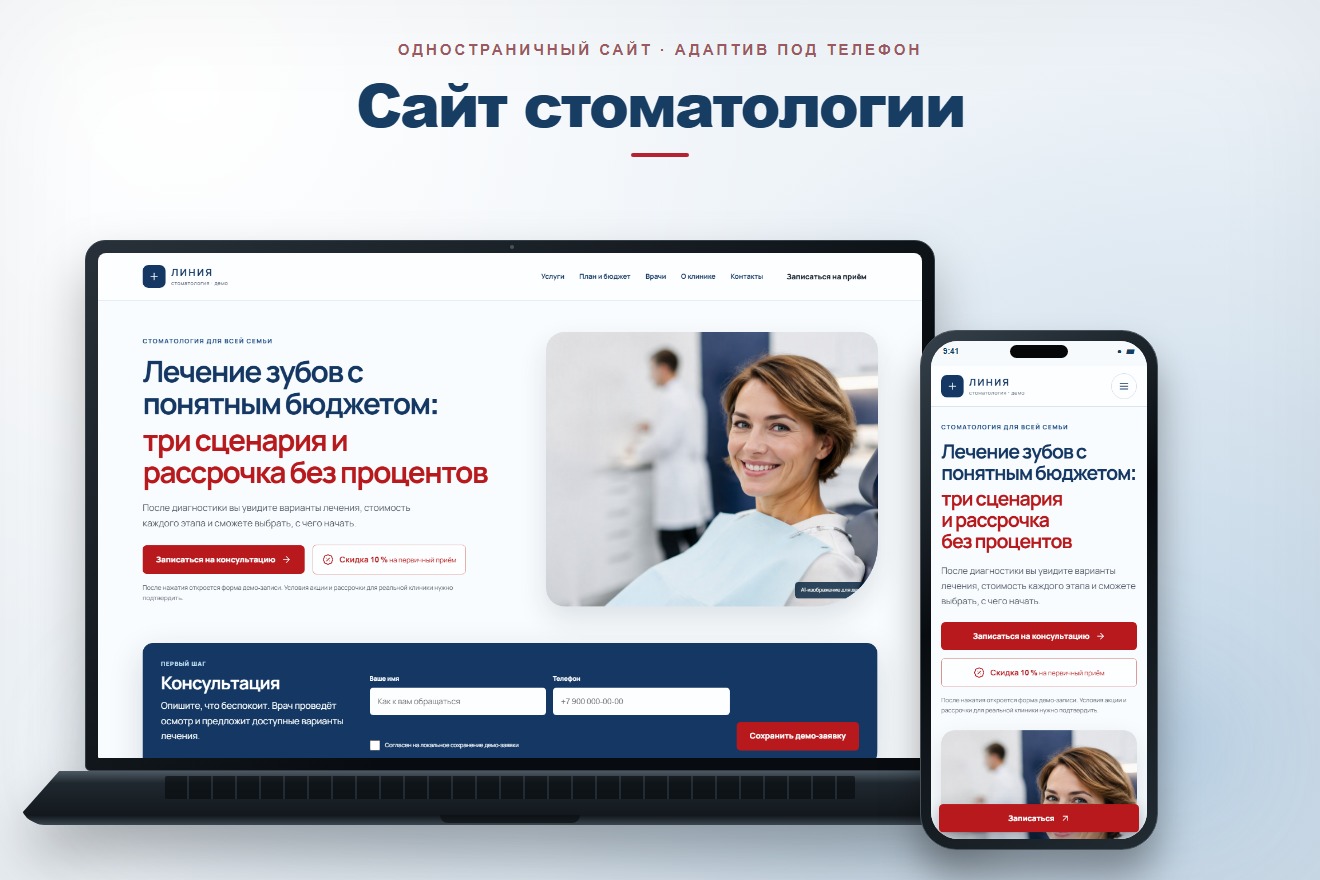 ОДНОСТРАНИЧНЫЙ САЙТ · АДАПТИВ ПОД ТЕЛЕФОН
Сайт стоматологии
ЛИНИЯ
СТОМАТОЛОГИЯ · ДЕМО
Услуги
План и бюджет
Врачи
О клинике
Контакты
Записаться на приём
СТОМАТОЛОГИЯ ДЛЯ ВСЕЙ СЕМЬИ
Лечение зубов с
понятным бюджетом:
три сценария и
рассрочка без процентов
После диагностики вы увидите варианты лечения, стоимость
каждого этапа и сможете выбрать, с чего начать.
Записаться на консультацию →
Скидка 10 % на первичный приём
После нажатия откроется форма демо-записи. Условия акции и рассрочки для реальной клиники нужно
подтвердить.
AI-изображение для
ПЕРВЫЙ ШАГ
Консультация
Опишите, что беспокоит. Врач проведёт
осмотр и предложит доступные варианты
лечения.
Ваше имя
Как к вам обращаться
Телефон
+7 900 000-00-00
Согласен на локальное сохранение демо-заявки
Сохранить демо-заявку
9:41
ЛИНИЯ
СТОМАТОЛОГИЯ · ДЕМО
СТОМАТОЛОГИЯ ДЛЯ ВСЕЙ СЕМЬИ
Лечение зубов с
понятным бюджетом:
три сценария
и рассрочка
без процентов
После диагностики вы увидите варианты
лечения, стоимость каждого этапа и сможете
выбрать, с чего начать.
Записаться на консультацию →
Скидка 10 % на первичный приём
После нажатия откроется форма демо-записи. Условия акции и
рассрочки для реальной клиники нужно подтвердить.
Записаться ↗